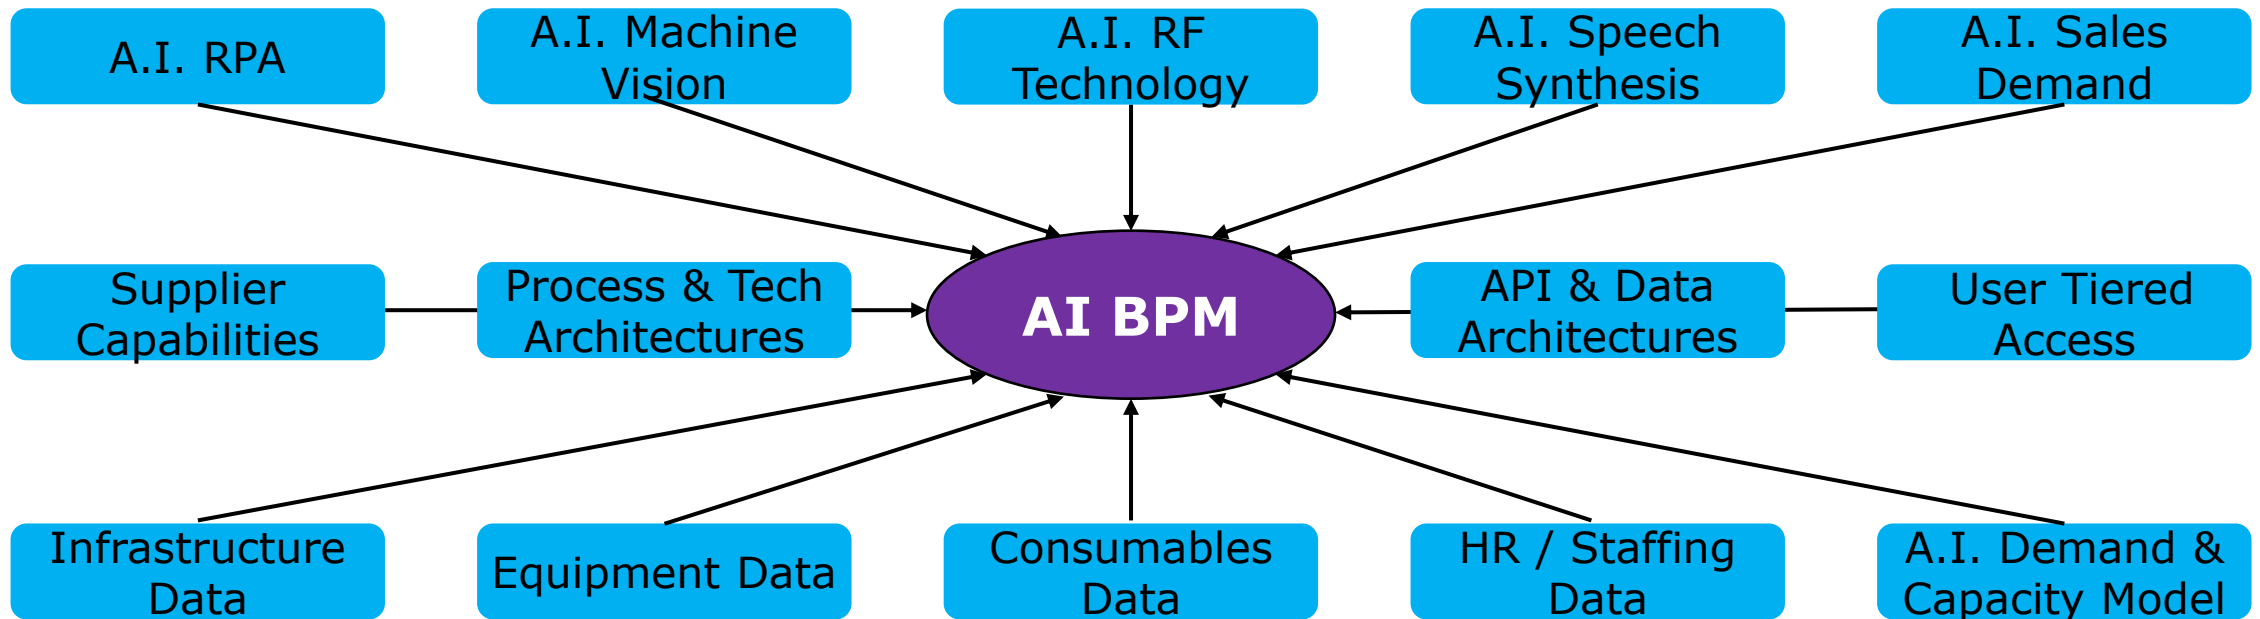 A.I. RPA
A.I. Machine
Vision
A.I. RF
Technology
A.I. Speech
Synthesis
A.I. Sales
Demand
Supplier
Capabilities
Process & Tech
Architectures
AI BPM
API & Data
Architectures
User Tiered
Access
Infrastructure
Data
Equipment Data
Consumables
Data
HR / Staffing
Data
A.I. Demand &
Capacity Model